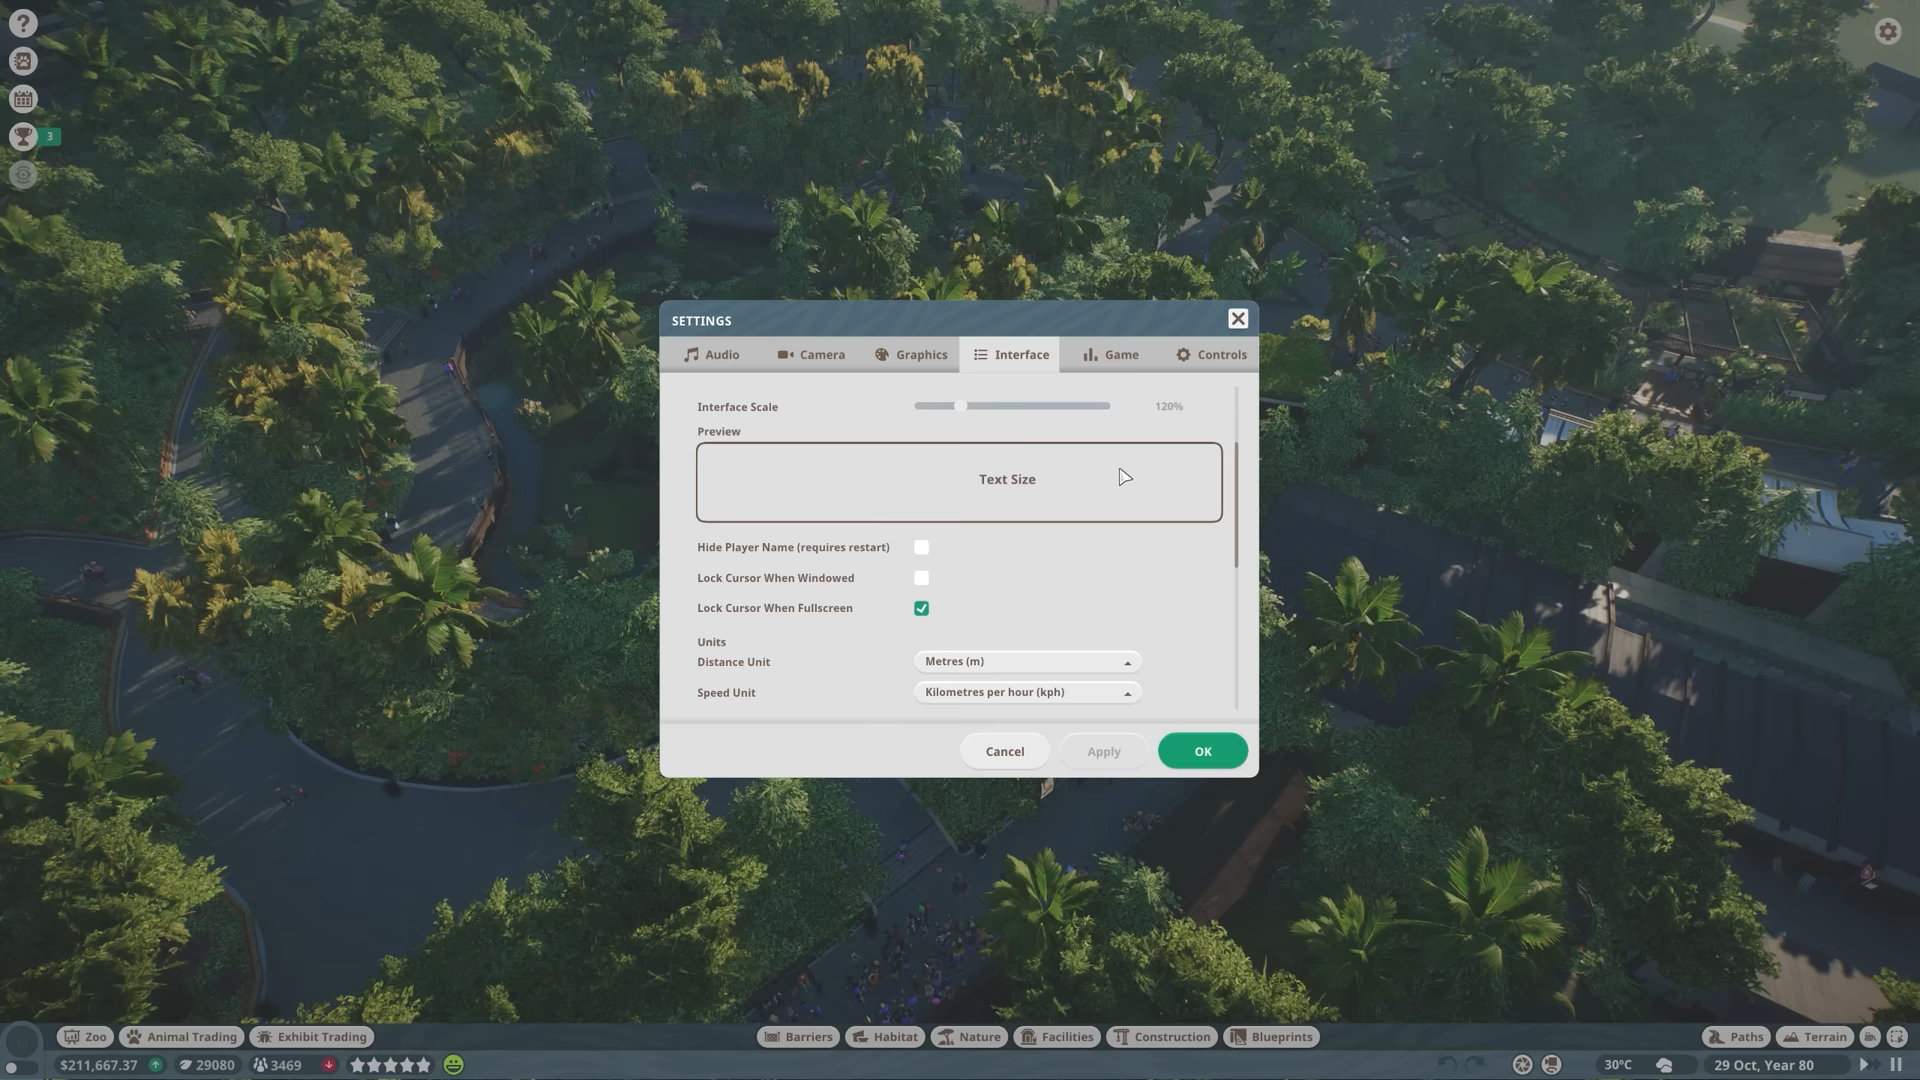 ?
3
SETTINGS
Audio Camera Graphics Interface Game Controls
Interface Scale 120%
Preview
Text Size
Hide Player Name (requires restart)
Lock Cursor When Windowed
Lock Cursor When Fullscreen
Units
Distance Unit Metres (m)
Speed Unit Kilometres per hour (kph)
Cancel Apply OK
Zoo Animal Trading Exhibit Trading Barriers Habitat Nature Facilities Construction Blueprints Paths Terrain
$211,667.37 29080 3469 30°C 29 Oct, Year 80